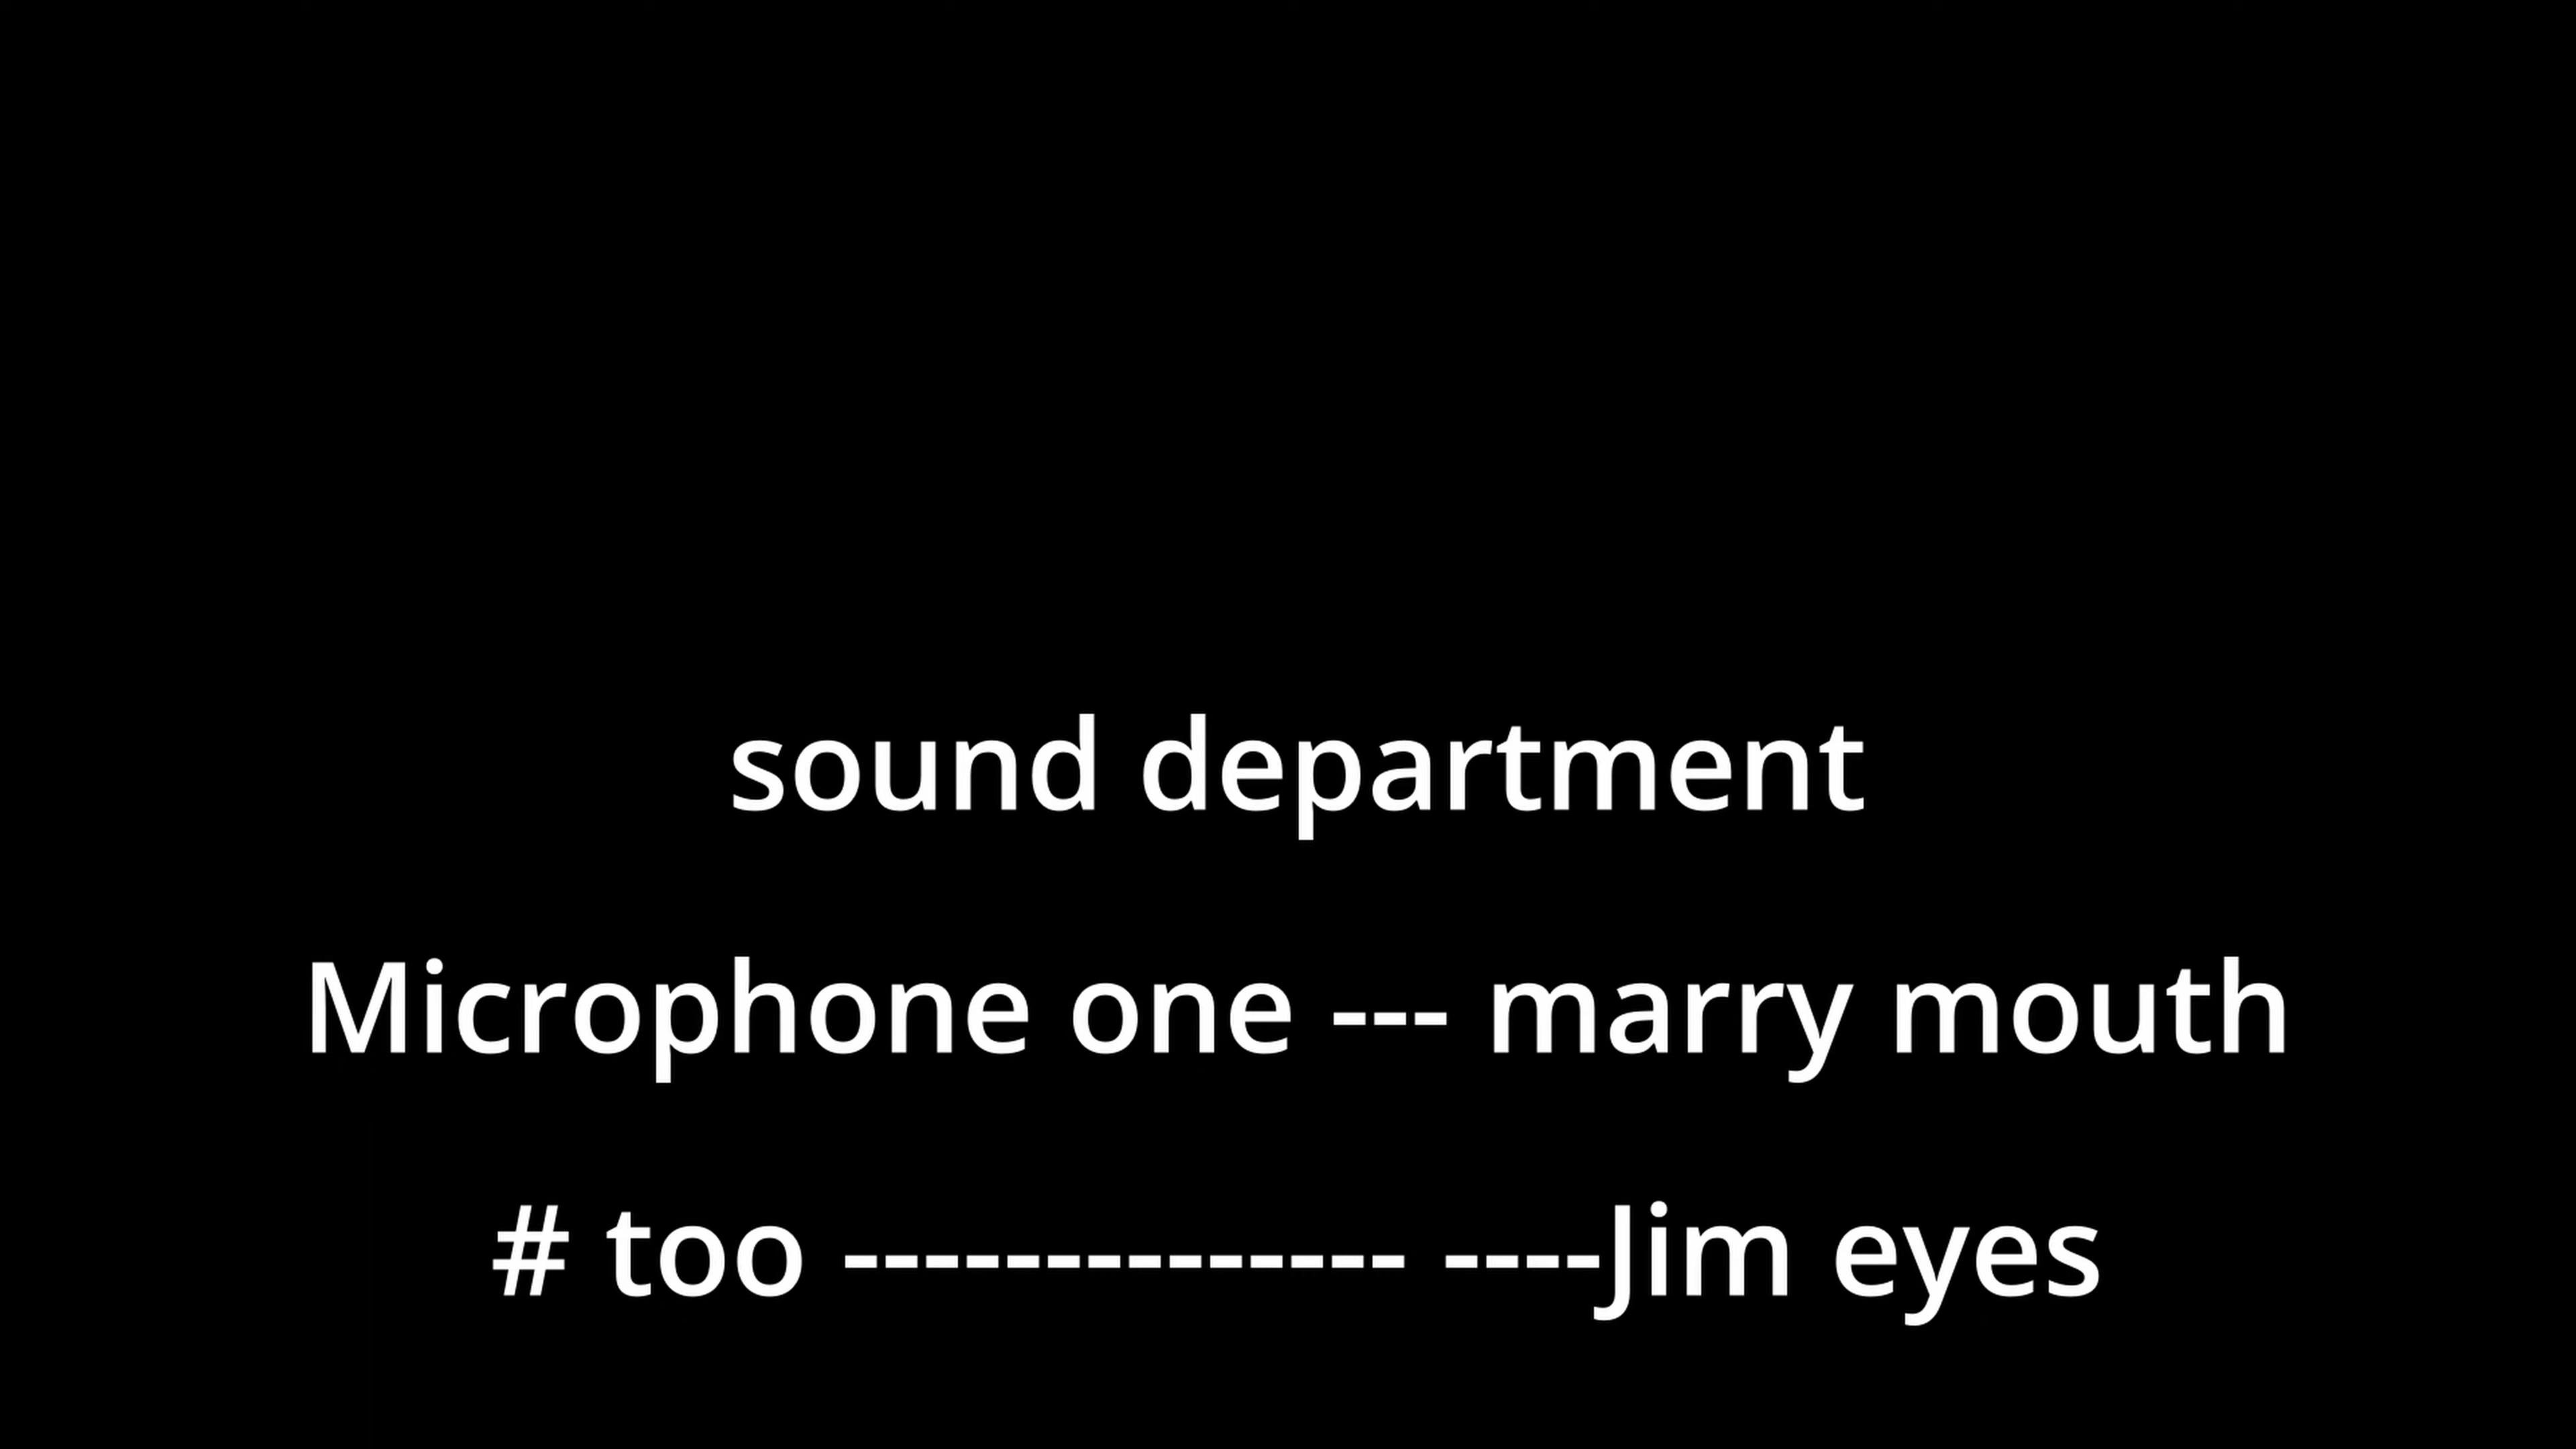 sound department
Microphone one --- marry mouth
# too -------------- ----Jim eyes